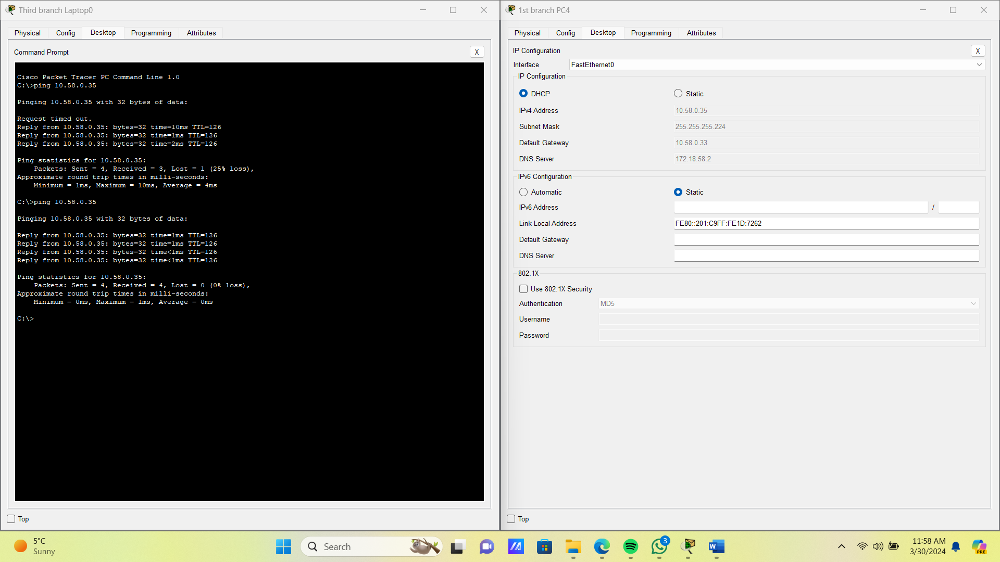 Third branch Laptop0
Physical Config Desktop Programming Attributes
Command Prompt
X
Cisco Packet Tracer PC Command Line 1.0
C:\>ping 10.58.0.35
Pinging 10.58.0.35 with 32 bytes of data:
Request timed out.
Reply from 10.58.0.35: bytes=32 time=10ms TTL=126
Reply from 10.58.0.35: bytes=32 time=1ms TTL=126
Reply from 10.58.0.35: bytes=32 time=2ms TTL=126
Ping statistics for 10.58.0.35:
Packets: Sent = 4, Received = 3, Lost = 1 (25% loss),
Approximate round trip times in milli-seconds:
Minimum = 1ms, Maximum = 10ms, Average = 4ms
C:\>ping 10.58.0.35
Pinging 10.58.0.35 with 32 bytes of data:
Reply from 10.58.0.35: bytes=32 time=1ms TTL=126
Reply from 10.58.0.35: bytes=32 time=1ms TTL=126
Reply from 10.58.0.35: bytes=32 time<1ms TTL=126
Reply from 10.58.0.35: bytes=32 time<1ms TTL=126
Ping statistics for 10.58.0.35:
Packets: Sent = 4, Received = 4, Lost = 0 (0% loss),
Approximate round trip times in milli-seconds:
Minimum = 0ms, Maximum = 1ms, Average = 0ms
C:\>
Top
1st branch PC4
Physical Config Desktop Programming Attributes
IP Configuration
X
Interface FastEthernet0
IP Configuration
DHCP Static
IPv4 Address 10.58.0.35
Subnet Mask 255.255.255.224
Default Gateway 10.58.0.33
DNS Server 172.18.58.2
IPv6 Configuration
Automatic Static
IPv6 Address /
Link Local Address FE80::201:C9FF:FE1D:7262
Default Gateway
DNS Server
802.1X
Use 802.1X Security
Authentication MD5
Username
Password
Top
5°C
Sunny
Search
3
W
11:58 AM
3/30/2024
PRE